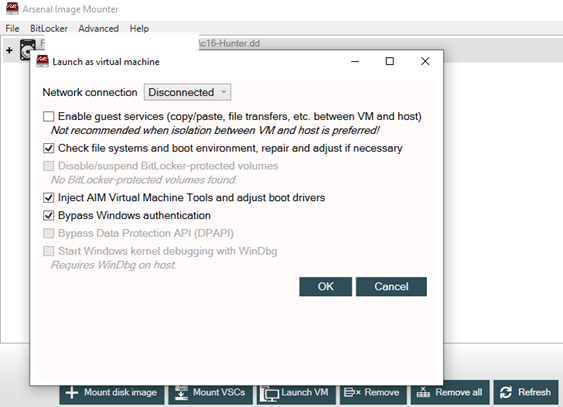 Arsenal Image Mounter
File BitLocker Advanced Help
\c16-Hunter.dd
Launch as virtual machine
Network connection Disconnected
Enable guest services (copy/paste, file transfers, etc. between VM and host)
Not recommended when isolation between VM and host is preferred!
Check file systems and boot environment, repair and adjust if necessary
Disable/suspend BitLocker-protected volumes
No BitLocker-protected volumes found.
Inject AIM Virtual Machine Tools and adjust boot drivers
Bypass Windows authentication
Bypass Data Protection API (DPAPI)
Start Windows kernel debugging with WinDbg
Requires WinDbg on host.
OK Cancel
Mount disk image Mount VSCs Launch VM Remove Remove all Refresh